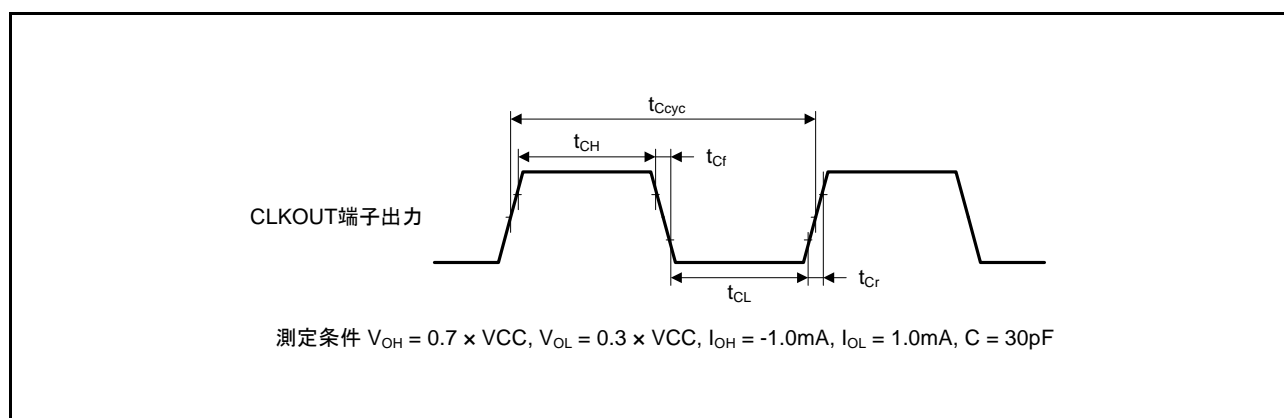 tCcyc
tCH
tCf
CLKOUT端子出力
tCL
tCr
測定条件 VOH = 0.7 × VCC, VOL = 0.3 × VCC, IOH = -1.0mA, IOL = 1.0mA, C = 30pF